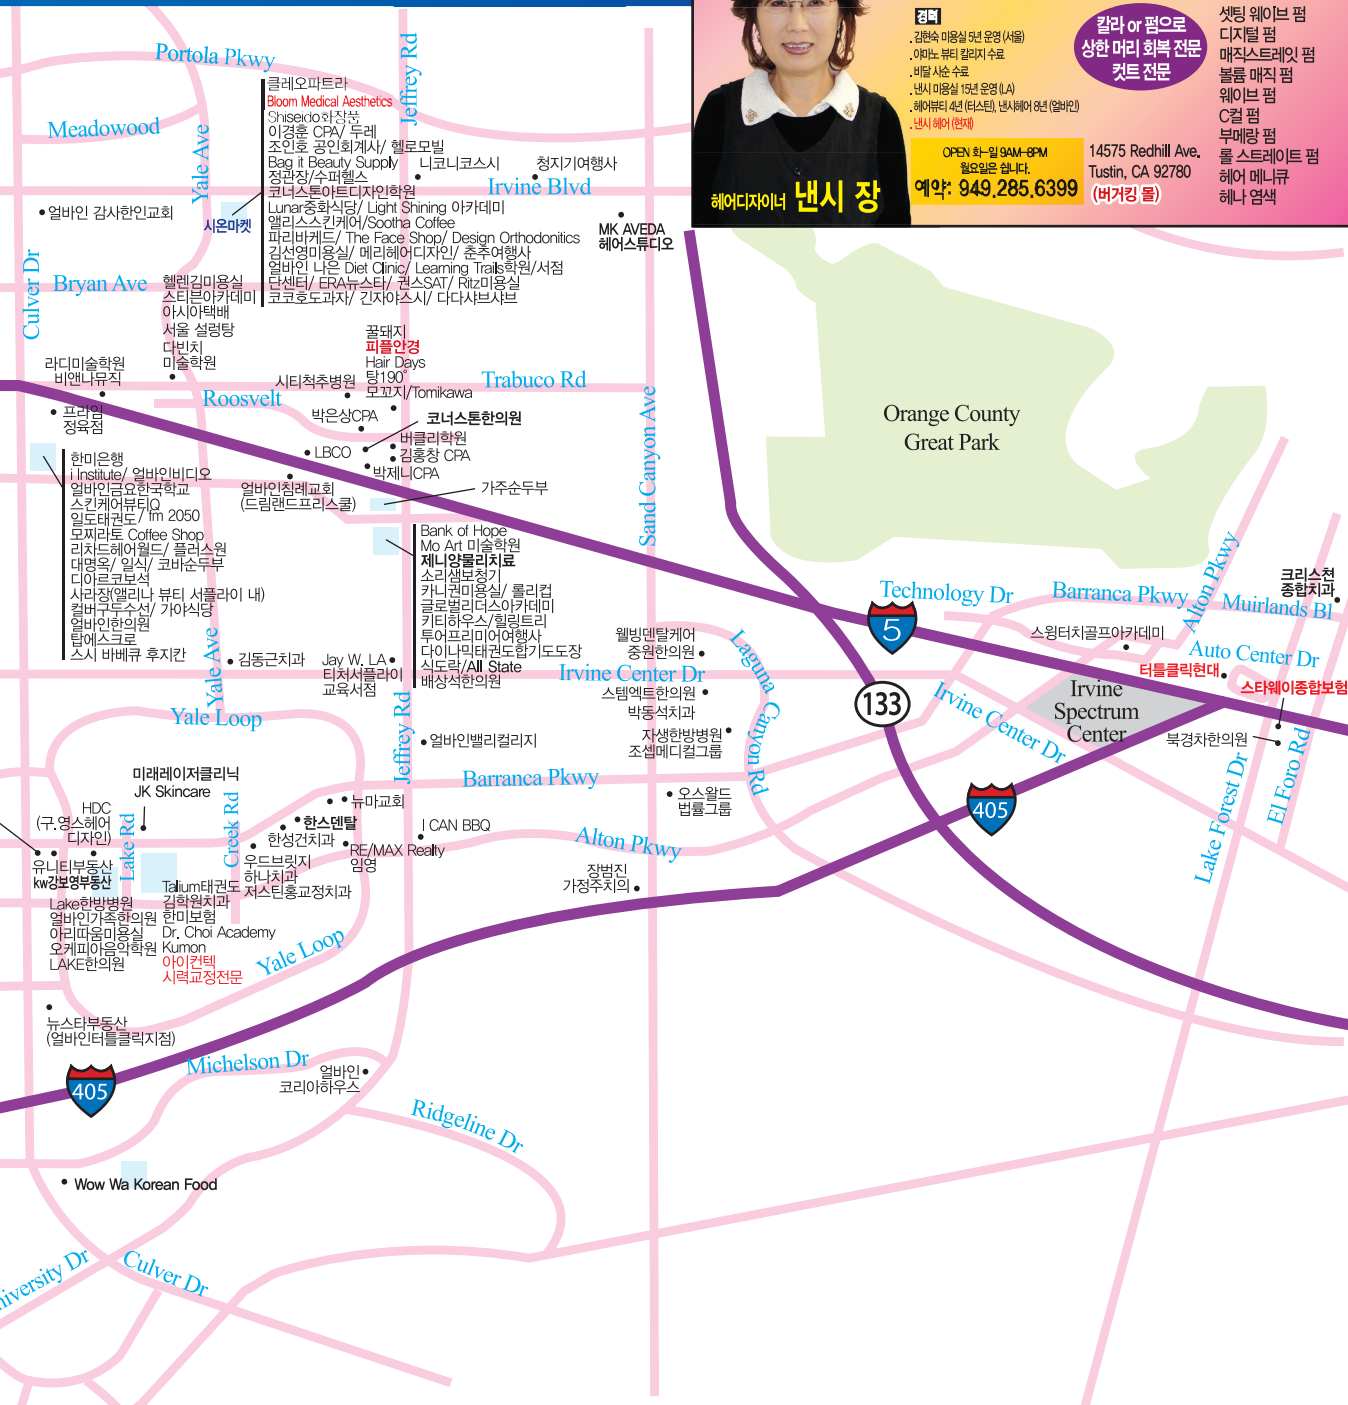 경력
. 김현숙 미용실 5년 운영 (서울)
. 야마노 뷰티 칼리지 수료
. 비달 사순 수료
. 낸시 미용실 15년 운영 (LA)
. 헤어뷰티 4년 (터스틴), 낸시헤어 8년 (얼바인)
. 낸시 헤어 (현재)
칼라 or 펌으로
상한 머리 회복 전문
컷트 전문
셋팅 웨이브 펌
디지털 펌
매직스트레잇 펌
볼륨 매직 펌
웨이브 펌
C컬 펌
부메랑 펌
롤 스트레이트 펌
헤어 메니큐
헤나 염색
OPEN 화-일 9AM-8PM
월요일은 쉽니다.
예약: 949.285.6399
14575 Redhill Ave.
Tustin, CA 92780
(버거킹 몰)
헤어디자이너 낸시 장
Portola Pkwy
Jeffrey Rd
Meadowood
Yale Ave
클레오파트라
Bloom Medical Aesthetics
Shiseido화장품
이경훈 CPA/ 두레
조인호 공인회계사/ 헬로모빌
Bag it Beauty Supply
정관장/수퍼헬스
코너스톤아트디자인학원
Lunar중화식당/ Light Shining 아카데미
앨리스스킨케어/Sootha Coffee
파리바케드/ The Face Shop/ Design Orthodonitics
김선영미용실/ 메리헤어디자인/ 춘추여행사
얼바인 나은 Diet Clinic/ Learning Trails학원/서점
단센터/ ERA뉴스타/ 권스SAT/ Ritz미용실
코코호도과자/ 긴자야스시/ 다다샤브샤브
니코니코스시
청지기여행사
Irvine Blvd
얼바인 감사한인교회
시온마켓
MK AVEDA
헤어스튜디오
Culver Dr
Bryan Ave
헬렌김미용실
스티븐아카데미
아시아택배
서울 설렁탕
다빈치
미술학원
꿀돼지
피플안경
Hair Days
탕190°
모꼬지/Tomikawa
라디미술학원
비앤나뮤직
시티척추병원
Trabuco Rd
Roosvelt
프라임
정육점
박은상CPA
코너스톤한의원
버클리학원
김홍창 CPA
LBCO
박제니CPA
Sand Canyon Ave
Orange County
Great Park
한미은행
i Institute/ 얼바인비디오
얼바인금요한국학교
스킨케어뷰티Q
일도태권도/ fm 2050
모찌라토 Coffee Shop
리차드헤어월드/ 플러스원
대명옥/ 일식/ 코바순두부
디아르코보석
사라장(앨리나 뷰티 서플라이 내)
컬버구두수선/ 가야식당
얼바인한의원
탑에스크로
스시 바베큐 후지칸
얼바인침례교회
(드림랜드프리스쿨)
가주순두부
Bank of Hope
Mo Art 미술학원
제니양물리치료
소리샘보청기
카니권미용실/ 롤리컵
글로벌리더스아카데미
키티하우스/힐링트리
투어프리미어여행사
다이나믹태권도합기도도장
식도락/All State
배상석한의원
Technology Dr
Barranca Pkwy
Alton Pkwy
Muirlands Bl
크리스천
종합치과
스윙터치골프아카데미
Auto Center Dr
터틀클릭현대
스타웨이종합보험
5
133
405
Irvine
Spectrum
Center
북경차한의원
Irvine Center Dr
Laguna Canyon Rd
Lake Forest Dr
El Foro Rd
웰빙덴탈케어
중원한의원
Irvine Center Dr
스템엑트한의원
박동석치과
자생한방병원
조셉메디컬그룹
Yale Ave
김동근치과
Jay W. LA
티처서플라이
교육서점
Jeffrey Rd
Yale Loop
얼바인밸리컬리지
Barranca Pkwy
미래레이저클리닉
JK Skincare
HDC
(구.영스헤어
디자인)
Lake Rd
Creek Rd
뉴마교회
한스덴탈
한성건치과
I CAN BBQ
RE/MAX Realty
임영
Alton Pkwy
오스왈드
법률그룹
장범진
가정주치의
유니티부동산
kw강보영부동산
우드브릿지
하나치과
저스틴홍교정치과
Lake한방병원
얼바인가족한의원
아리따움미용실
오케피아음악학원
LAKE한의원
Talium태권도
김학원치과
한미보험
Dr. Choi Academy
Kumon
아이컨텍
시력교정전문
Yale Loop
뉴스타부동산
(얼바인터틀클릭지점)
405
Michelson Dr
얼바인
코리아하우스
Ridgeline Dr
Wow Wa Korean Food
niversity Dr
Culver Dr